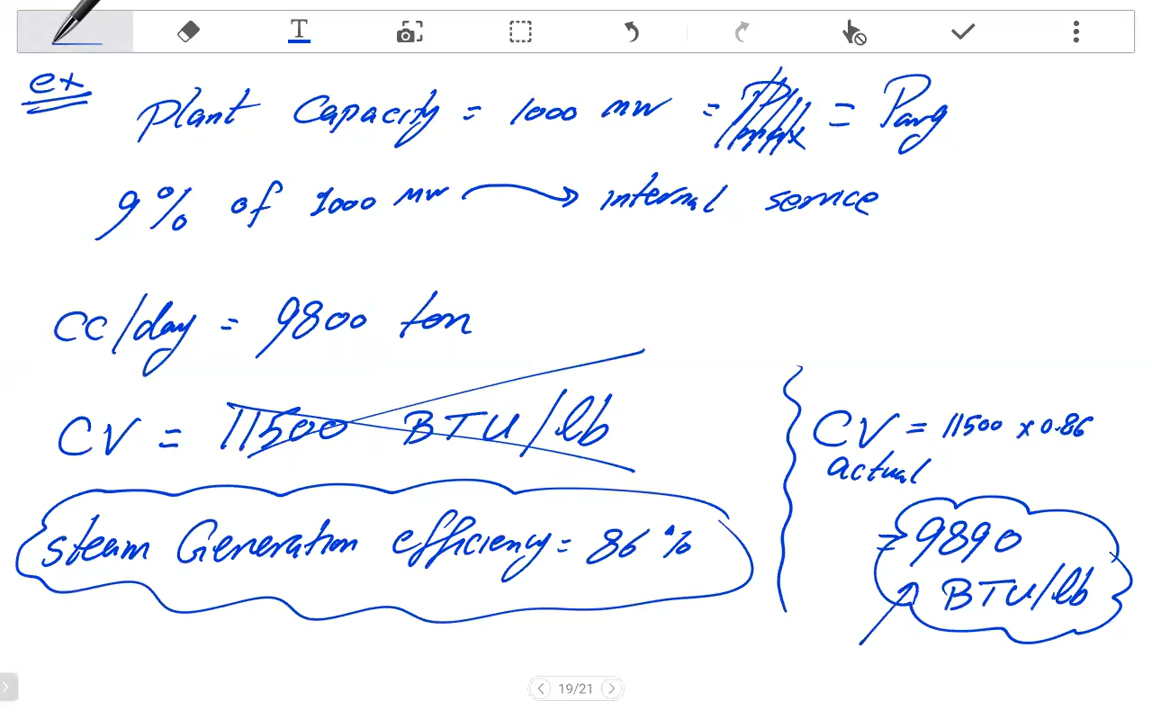 T
ex
Plant Capacity = 1000 MW = = Pavg
9% of 1000 MW → internal service
CC/day = 9800 ton
CV = 11500 BTU/lb
CV actual = 11500 x 0.86
Steam Generation efficiency = 86 %
= 9890
BTU/lb
19/21